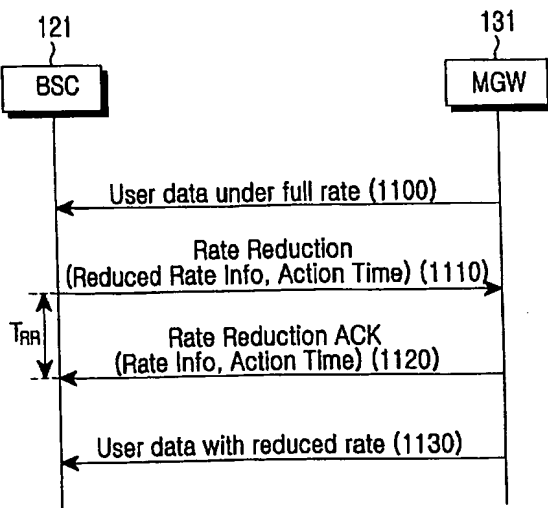 121
131
BSC
MGW
User data under full rate (1100)
Rate Reduction
(Reduced Rate Info, Action Time) (1110)
TRR
Rate Reduction ACK
(Rate Info, Action Time) (1120)
User data with reduced rate (1130)